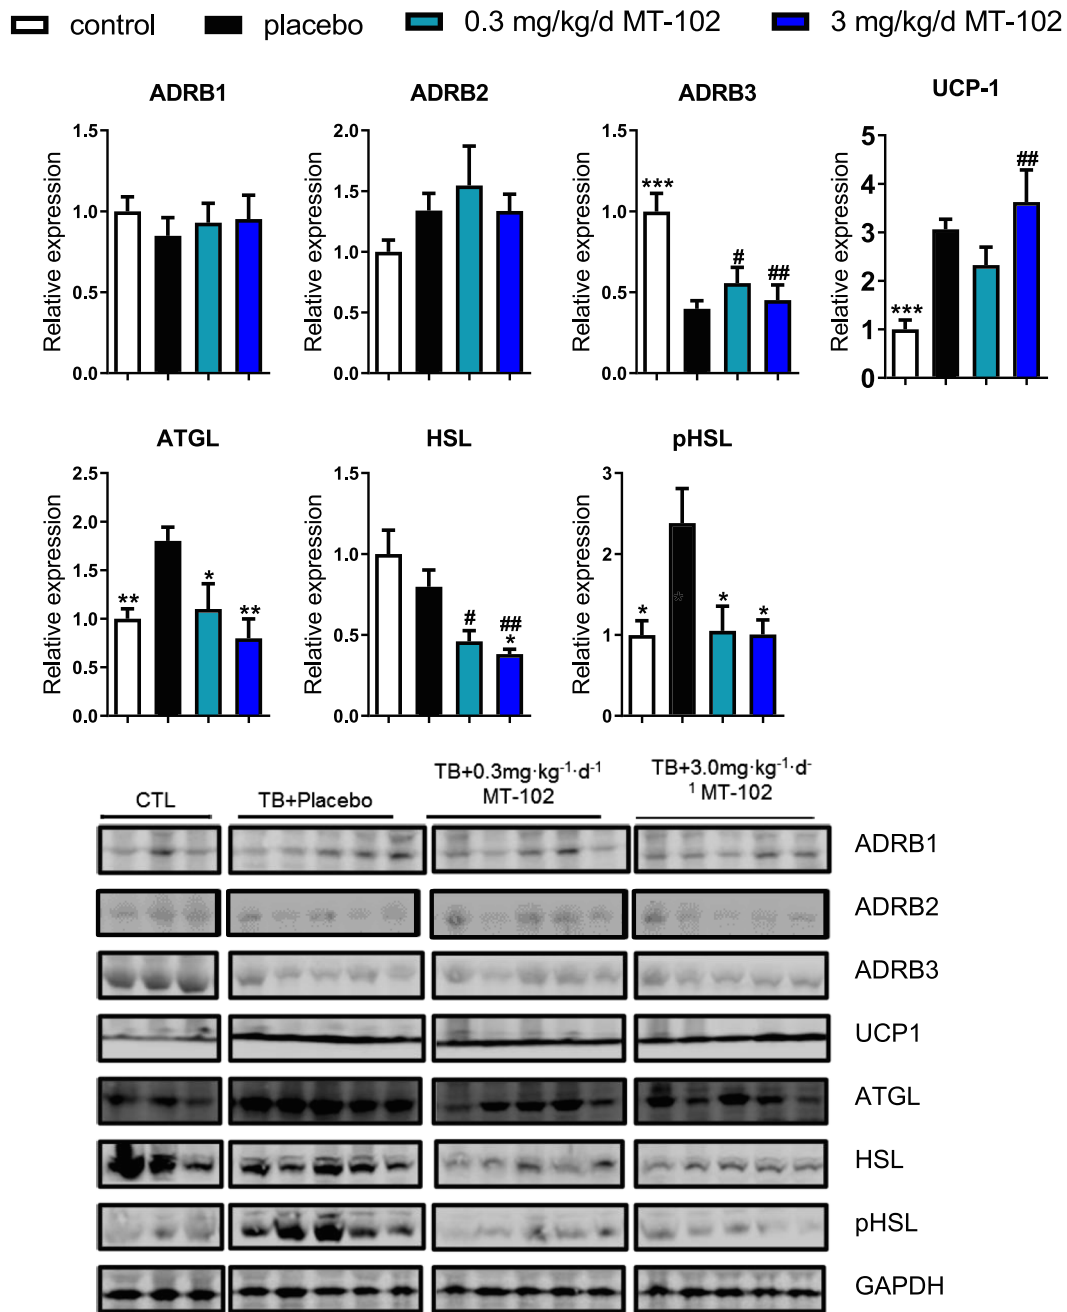 control placebo 0.3 mg/kg/d MT-102 3 mg/kg/d MT-102
ADRB1
Relative expression
1.5
1.0
0.5
0.0
ADRB2
Relative expression
2.0
1.5
1.0
0.5
0.0
ADRB3
Relative expression
1.5
1.0
0.5
0.0
***
#
##
UCP-1
Relative expression
5
4
3
2
1
0
***
##
ATGL
Relative expression
2.5
2.0
1.5
1.0
0.5
0.0
**
*
**
HSL
Relative expression
1.5
1.0
0.5
0.0
#
##
*
pHSL
Relative expression
3
2
1
0
*
*
*
*
CTL
TB+Placebo
TB+0.3mg·kg⁻¹·d⁻¹
MT-102
TB+3.0mg·kg⁻¹·d⁻
¹ MT-102
ADRB1
ADRB2
ADRB3
UCP1
ATGL
HSL
pHSL
GAPDH